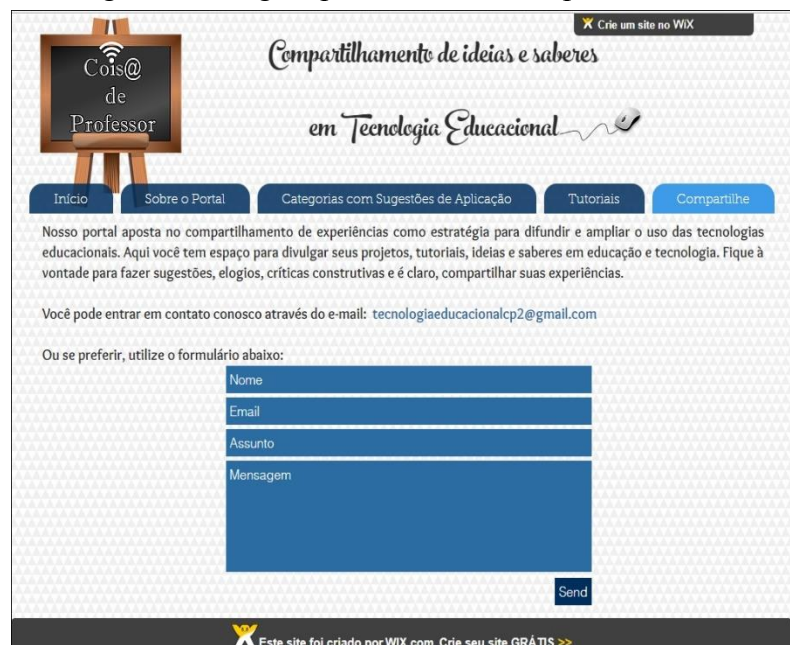 Crie um site no WiX
Cois@
de
Professor
Compartilhamento de ideias e saberes
em Tecnologia Educacional
Início
Sobre o Portal
Categorias com Sugestões de Aplicação
Tutoriais
Compartilhe
Nosso portal aposta no compartilhamento de experiências como estratégia para difundir e ampliar o uso das tecnologias
educacionais. Aqui você tem espaço para divulgar seus projetos, tutoriais, ideias e saberes em educação e tecnologia. Fique à
vontade para fazer sugestões, elogios, críticas construtivas e é claro, compartilhar suas experiências.
Você pode entrar em contato conosco através do e-mail: tecnologiaeducacionalcp2@gmail.com
Ou se preferir, utilize o formulário abaixo:
Nome
Email
Assunto
Mensagem
Send
Este site foi criado por WIX.com. Crie seu site GRÁTIS >>